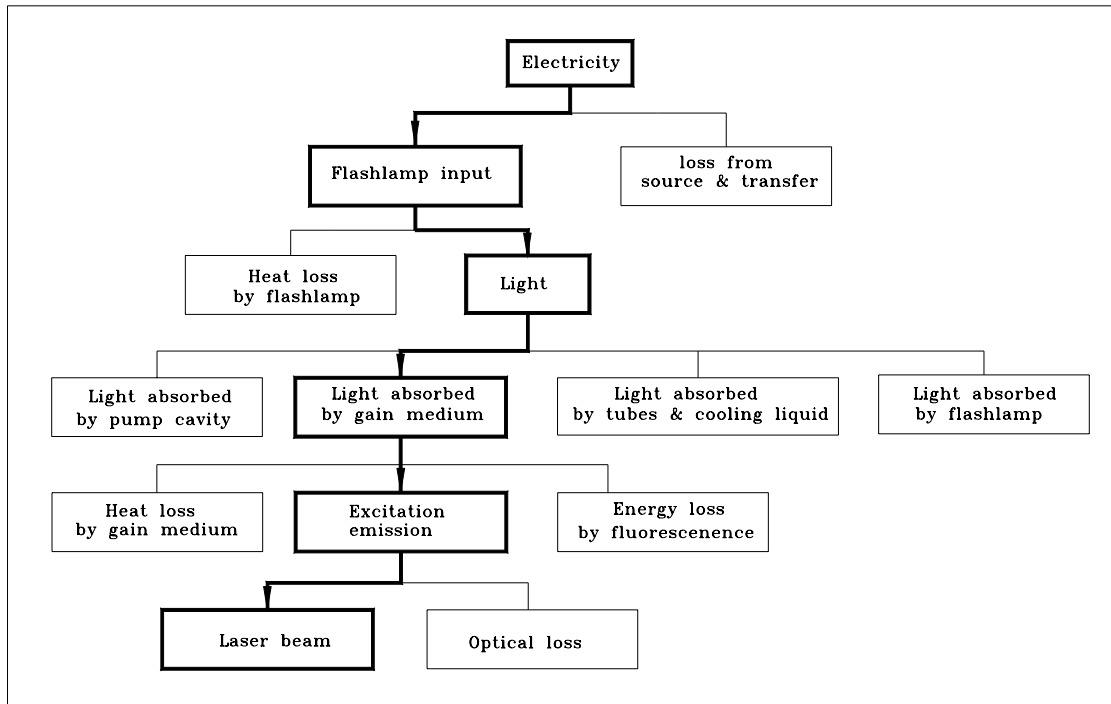 Electricity
Flashlamp input
loss from
source & transfer
Heat loss
by flashlamp
Light
Light absorbed
by pump cavity
Light absorbed
by gain medium
Light absorbed
by tubes & cooling liquid
Light absorbed
by flashlamp
Heat loss
by gain medium
Excitation
emission
Energy loss
by fluorescenence
Laser beam
Optical loss